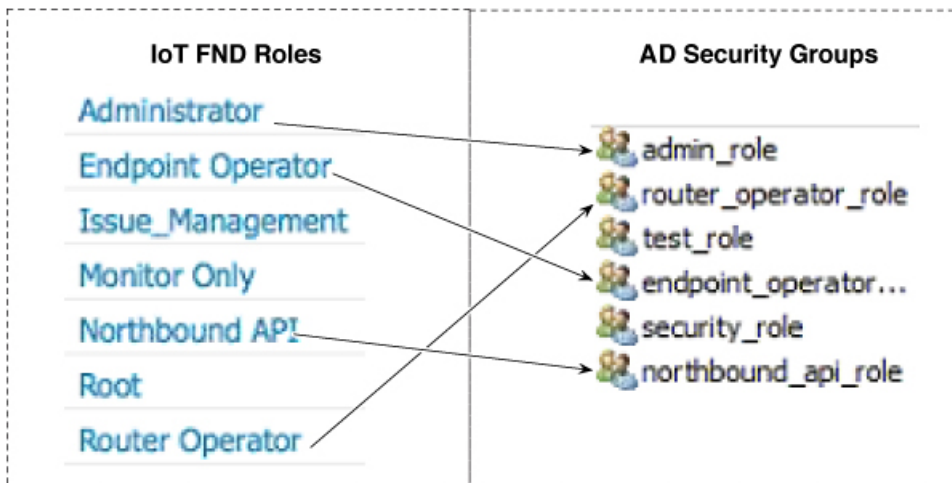 IoT FND Roles
Administrator
Endpoint Operator
Issue_Management
Monitor Only
Northbound API
Root
Router Operator
AD Security Groups
admin_role
router_operator_role
test_role
endpoint_operator...
security_role
northbound_api_role